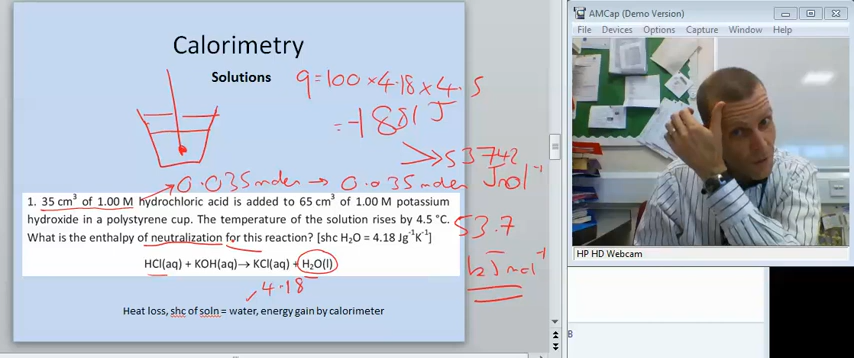 Calorimetry
Solutions
q = 100 × 4.18 × 4.5
= -1881 J
53742
Jmol⁻¹
0.035 moles → 0.035 moles
1. 35 cm³ of 1.00 M hydrochloric acid is added to 65 cm³ of 1.00 M potassium
hydroxide in a polystyrene cup. The temperature of the solution rises by 4.5 °C.
What is the enthalpy of neutralization for this reaction? [shc H₂O = 4.18 Jg⁻¹K⁻¹]
53.7
kJmol⁻¹
HCl(aq) + KOH(aq)→ KCl(aq) + H₂O(l)
✓ 4.18
Heat loss, shc of soln = water, energy gain by calorimeter
AMCap (Demo Version)
File Devices Options Capture Window Help
HP HD Webcam
B